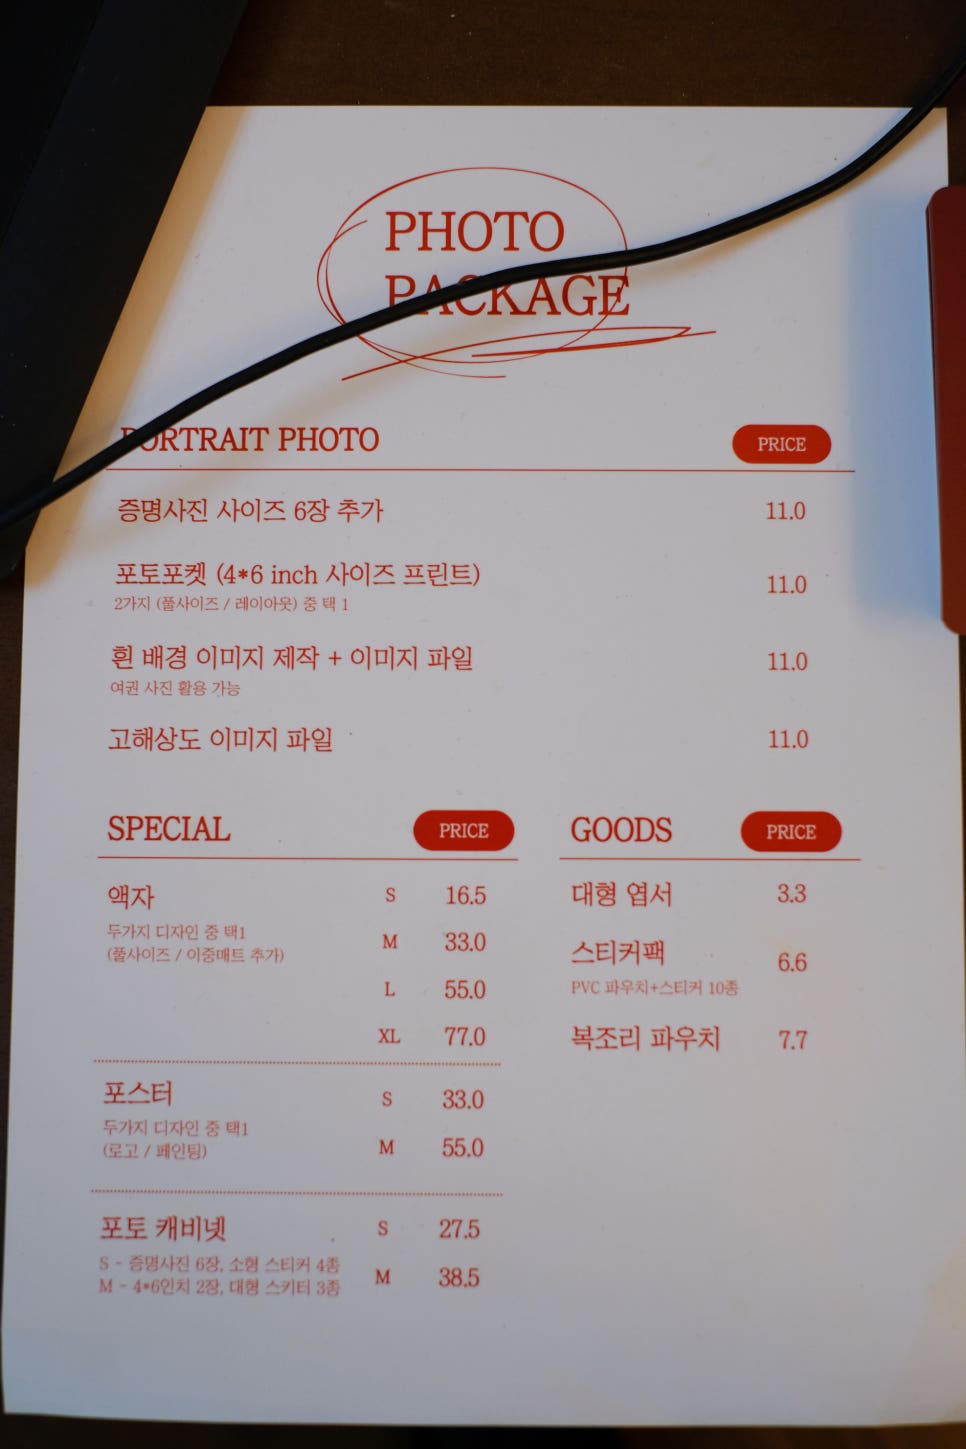 PHOTO
PACKAGE
PORTRAIT PHOTO PRICE
증명사진 사이즈 6장 추가 11.0
포토포켓 (4*6 inch 사이즈 프린트) 11.0
2가지 (풀사이즈 / 레이아웃) 중 택 1
흰 배경 이미지 제작 + 이미지 파일 11.0
여권 사진 활용 가능
고해상도 이미지 파일 11.0
SPECIAL PRICE
액자 S 16.5
두가지 디자인 중 택1 M 33.0
(풀사이즈 / 이중매트 추가)
L 55.0
XL 77.0
포스터 S 33.0
두가지 디자인 중 택1
(로고 / 페인팅) M 55.0
포토 캐비넷 S 27.5
S - 증명사진 6장, 소형 스티커 4종
M - 4*6인치 2장, 대형 스키터 3종 M 38.5
GOODS PRICE
대형 엽서 3.3
스티커팩 6.6
PVC 파우치+스티커 10종
복조리 파우치 7.7